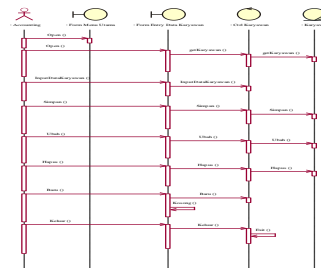 : Accounting
: Form Menu Utama
: Form Entry Data Karyawan
: Ctrl Karyawan
: Karyawan
Open ()
Open ()
getKaryawan ()
getKaryawan ()
InputDataKaryawan ()
InputDataKaryawan ()
Simpan ()
Simpan ()
Simpan ()
Ubah ()
Ubah ()
Ubah ()
Hapus ()
Hapus ()
Hapus ()
Batal ()
Batal ()
Kosong ()
Keluar ()
Keluar ()
Exit ()